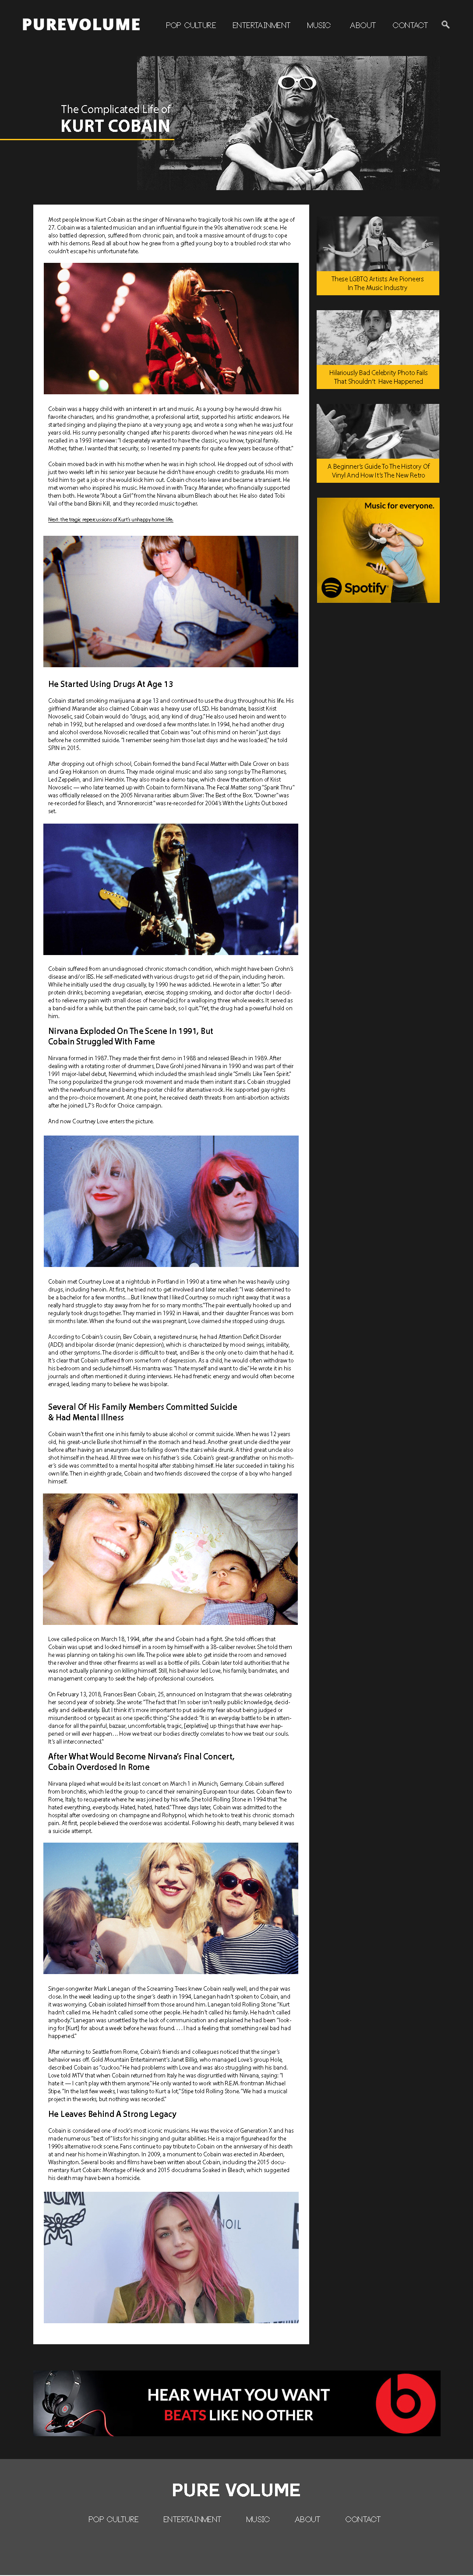 PUREVOLUME
POP CULTURE ENTERTAINMENT MUSIC ABOUT CONTACT
The Complicated Life of
KURT COBAIN
Most people know Kurt Cobain as the singer of Nirvana who tragically took his own life at the age of
27. Cobain was a talented musician and an influential figure in the 90s alternative rock scene. He
also battled depression, suffered from chronic pain, and took a massive amount of drugs to cope
with his demons. Read all about how he grew from a gifted young boy to a troubled rock star who
couldn't escape his unfortunate fate.
Cobain was a happy child with an interest in art and music. As a young boy he would draw his
favorite characters, and his grandmother, a professional artist, supported his artistic endeavors. He
started singing and playing the piano at a very young age, and wrote a song when he was just four
years old. His sunny personality changed after his parents divorced when he was nine years old. He
recalled in a 1993 interview: "I desperately wanted to have the classic, you know, typical family.
Mother, father. I wanted that security, so I resented my parents for quite a few years because of that."
Cobain moved back in with his mother when he was in high school. He dropped out of school with
just two weeks left in his senior year because he didn't have enough credits to graduate. His mom
told him to get a job or she would kick him out. Cobain chose to leave and became a transient. He
met women who inspired his music. He moved in with Tracy Marander, who financially supported
them both. He wrote "About a Girl" from the Nirvana album Bleach about her. He also dated Tobi
Vail of the band Bikini Kill, and they recorded music together.
Next: the tragic repercussions of Kurt's unhappy home life.
He Started Using Drugs At Age 13
Cobain started smoking marijuana at age 13 and continued to use the drug throughout his life. His
girlfriend Marander also claimed Cobain was a heavy user of LSD. His bandmate, bassist Krist
Novoselic, said Cobain would do "drugs, acid, any kind of drug." He also used heroin and went to
rehab in 1992, but he relapsed and overdosed a few months later. In 1994, he had another drug
and alcohol overdose. Novoselic recalled that Cobain was "out of his mind on heroin" just days
before he committed suicide. "I remember seeing him those last days and he was loaded," he told
SPIN in 2015.
After dropping out of high school, Cobain formed the band Fecal Matter with Dale Crover on bass
and Greg Hokanson on drums. They made original music and also sang songs by The Ramones,
Led Zeppelin, and Jimi Hendrix. They also made a demo tape, which drew the attention of Krist
Novoselic — who later teamed up with Cobain to form Nirvana. The Fecal Matter song "Spank Thru"
was officially released on the 2005 Nirvana rarities album Sliver: The Best of the Box. "Downer" was
re-recorded for Bleach, and "Anorexorcist" was re-recorded for 2004's With the Lights Out boxed
set.
Cobain suffered from an undiagnosed chronic stomach condition, which might have been Crohn's
disease and/or IBS. He self-medicated with various drugs to get rid of the pain, including heroin.
While he initially used the drug casually, by 1990 he was addicted. He wrote in a letter: "So after
protein drinks, becoming a vegetarian, exercise, stopping smoking, and doctor after doctor I decid-
ed to relieve my pain with small doses of heroine[sic] for a walloping three whole weeks. It served as
a band-aid for a while, but then the pain came back, so I quit." Yet, the drug had a powerful hold on
him.
Nirvana Exploded On The Scene In 1991, But
Cobain Struggled With Fame
Nirvana formed in 1987. They made their first demo in 1988 and released Bleach in 1989. After
dealing with a rotating roster of drummers, Dave Grohl joined Nirvana in 1990 and was part of their
1991 major-label debut, Nevermind, which included the smash lead single "Smells Like Teen Spirit."
The song popularized the grunge rock movement and made them instant stars. Cobain struggled
with the newfound fame and being the poster child for alternative rock. He supported gay rights
and the pro-choice movement. At one point, he received death threats from anti-abortion activists
after he joined L7's Rock for Choice campaign.
And now Courtney Love enters the picture.
Cobain met Courtney Love at a nightclub in Portland in 1990 at a time when he was heavily using
drugs, including heroin. At first, he tried not to get involved and later recalled: "I was determined to
be a bachelor for a few months…But I knew that I liked Courtney so much right away that it was a
really hard struggle to stay away from her for so many months." The pair eventually hooked up and
regularly took drugs together. They married in 1992 in Hawaii, and their daughter Frances was born
six months later. When she found out she was pregnant, Love claimed she stopped using drugs.
According to Cobain's cousin, Bev Cobain, a registered nurse, he had Attention Deficit Disorder
(ADD) and bipolar disorder (manic depression), which is characterized by mood swings, irritability,
and other symptoms. The disorder is difficult to treat, and Bev is the only one to claim that he had it.
It's clear that Cobain suffered from some form of depression. As a child, he would often withdraw to
his bedroom and seclude himself. His mantra was: "I hate myself and want to die." He wrote it in his
journals and often mentioned it during interviews. He had frenetic energy and would often become
enraged, leading many to believe he was bipolar.
Several Of His Family Members Committed Suicide
& Had Mental Illness
Cobain wasn't the first one in his family to abuse alcohol or commit suicide. When he was 12 years
old, his great-uncle Burle shot himself in the stomach and head. Another great uncle died the year
before after having an aneurysm due to falling down the stairs while drunk. His third great uncle also
shot himself in the head. All three were on his father's side. Cobain's great-grandfather on his moth-
er's side was committed to a mental hospital after stabbing himself. He later succeeded in taking his
own life. Then in eighth grade, Cobain and two friends discovered the corpse of a boy who hanged
himself.
Love called police on March 18, 1994, after she and Cobain had a fight. She told officers that
Cobain was upset and locked himself in a room by himself with a 38-caliber revolver. She told them
he was planning on taking his own life. The police were able to get inside the room and removed
the revolver and three other firearms as well as a bottle of pills. Cobain later told authorities that he
was not actually planning on killing himself. Still, his behavior led Love, his family, bandmates, and
management company to seek the help of professional counselors.
On February 13, 2018, Frances Bean Cobain, 25, announced on Instagram that she was celebrating
her second year of sobriety. She wrote: "The fact that I'm sober isn't really public knowledge, decid-
edly and deliberately. But I think it's more important to put aside my fear about being judged or
misunderstood or typecast as one specific thing." She added: "It is an everyday battle to be in atten-
dance for all the painful, bazaar, uncomfortable, tragic, [expletive] up things that have ever hap-
pened or will ever happen… How we treat our bodies directly correlates to how we treat our souls.
It's all interconnected."
After What Would Become Nirvana's Final Concert,
Cobain Overdosed In Rome
Nirvana played what would be its last concert on March 1 in Munich, Germany. Cobain suffered
from bronchitis, which led the group to cancel their remaining European tour dates. Cobain flew to
Rome, Italy, to recuperate where he was joined by his wife. She told Rolling Stone in 1994 that "he
hated everything, everybody. Hated, hated, hated." Three days later, Cobain was admitted to the
hospital after overdosing on champagne and Rohypnol, which he took to treat his chronic stomach
pain. At first, people believed the overdose was accidental. Following his death, many believed it was
a suicide attempt.
Singer-songwriter Mark Lanegan of the Screaming Trees knew Cobain really well, and the pair was
close. In the week leading up to the singer's death in 1994, Lanegan hadn't spoken to Cobain, and
it was worrying. Cobain isolated himself from those around him. Lanegan told Rolling Stone: "Kurt
hadn't called me. He hadn't called some other people. He hadn't called his family. He hadn't called
anybody." Lanegan was unsettled by the lack of communication and explained he had been "look-
ing for [Kurt] for about a week before he was found. … I had a feeling that something real bad had
happened."
After returning to Seattle from Rome, Cobain's friends and colleagues noticed that the singer's
behavior was off. Gold Mountain Entertainment's Janet Billig, who managed Love's group Hole,
described Cobain as "cuckoo." He had problems with Love and was also struggling with his band.
Love told MTV that when Cobain returned from Italy he was disgruntled with Nirvana, saying: "I
hate it — I can't play with them anymore." He only wanted to work with R.E.M. frontman Michael
Stipe. "In the last few weeks, I was talking to Kurt a lot," Stipe told Rolling Stone. "We had a musical
project in the works, but nothing was recorded."
He Leaves Behind A Strong Legacy
Cobain is considered one of rock's most iconic musicians. He was the voice of Generation X and has
made numerous "best of" lists for his singing and guitar abilities. He is a major figurehead for the
1990's alternative rock scene. Fans continue to pay tribute to Cobain on the anniversary of his death
at and near his home in Washington. In 2009, a monument to Cobain was erected in Aberdeen,
Washington. Several books and films have been written about Cobain, including the 2015 docu-
mentary Kurt Cobain: Montage of Heck and 2015 docudrama Soaked in Bleach, which suggested
his death may have been a homicide.
MCM
NOIL
These LGBTQ Artists Are Pioneers
In The Music Industry
Hilariously Bad Celebrity Photo Fails
That Shouldn't Have Happened
A Beginner's Guide To The History Of
Vinyl And How It's The New Retro
Music for everyone.
Spotify
HEAR WHAT YOU WANT
BEATS LIKE NO OTHER
b
PURE VOLUME
POP CULTURE ENTERTAINMENT MUSIC ABOUT CONTACT